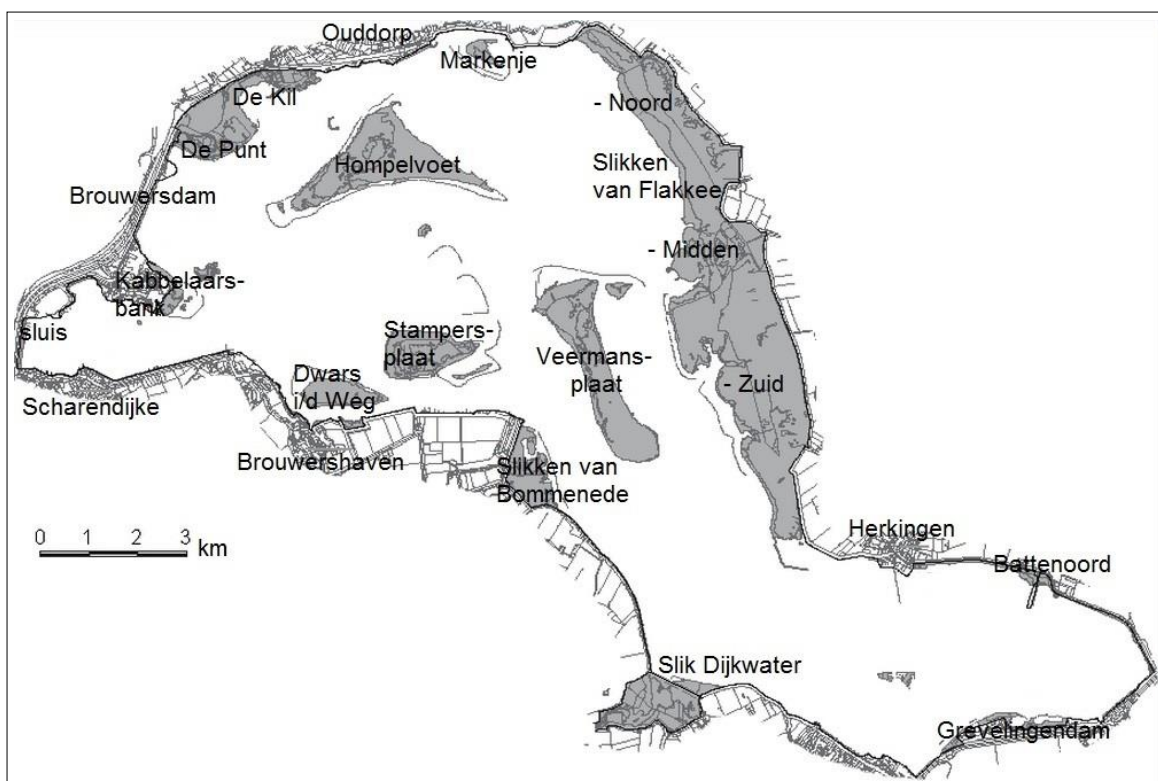 Ouddorp
Markenje
De Kil
- Noord
De Punt
Hompelvoet
Slikken
van Flakkee
Brouwersdam
- Midden
Kabbelaars-
bank
sluis
Stampers-
plaat
Veermans-
plaat
Dwars
i/d Weg
- Zuid
Scharendijke
Brouwershaven
Slikken van
Bommenede
0 1 2 3
km
Herkingen
Battenoord
Slik Dijkwater
Grevelingendam